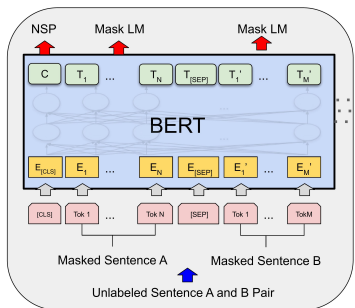 NSP Mask LM Mask LM
C T1 ... TN T[SEP] T1' ... TM'
BERT
E[CLS] E1 ... EN E[SEP] E1' ... EM'
[CLS] Tok 1 ... Tok N [SEP] Tok 1 ... TokM
Masked Sentence A Masked Sentence B
Unlabeled Sentence A and B Pair